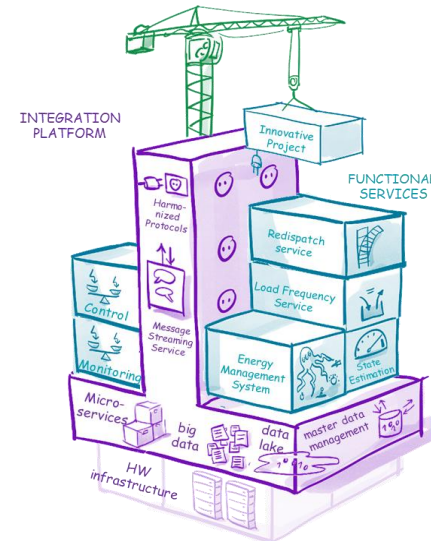 INTEGRATION
PLATFORM
Innovative
Project
FUNCTIONAL
SERVICES
Harmo-
nized
Protocols
Redispatch
service
Load Frequency
Service
Control
Message
Streaming
Service
Monitoring
Energy
Management
System
State
Estimation
Micro-
services
big
data
data
lake
master data
management
HW
infrastructure